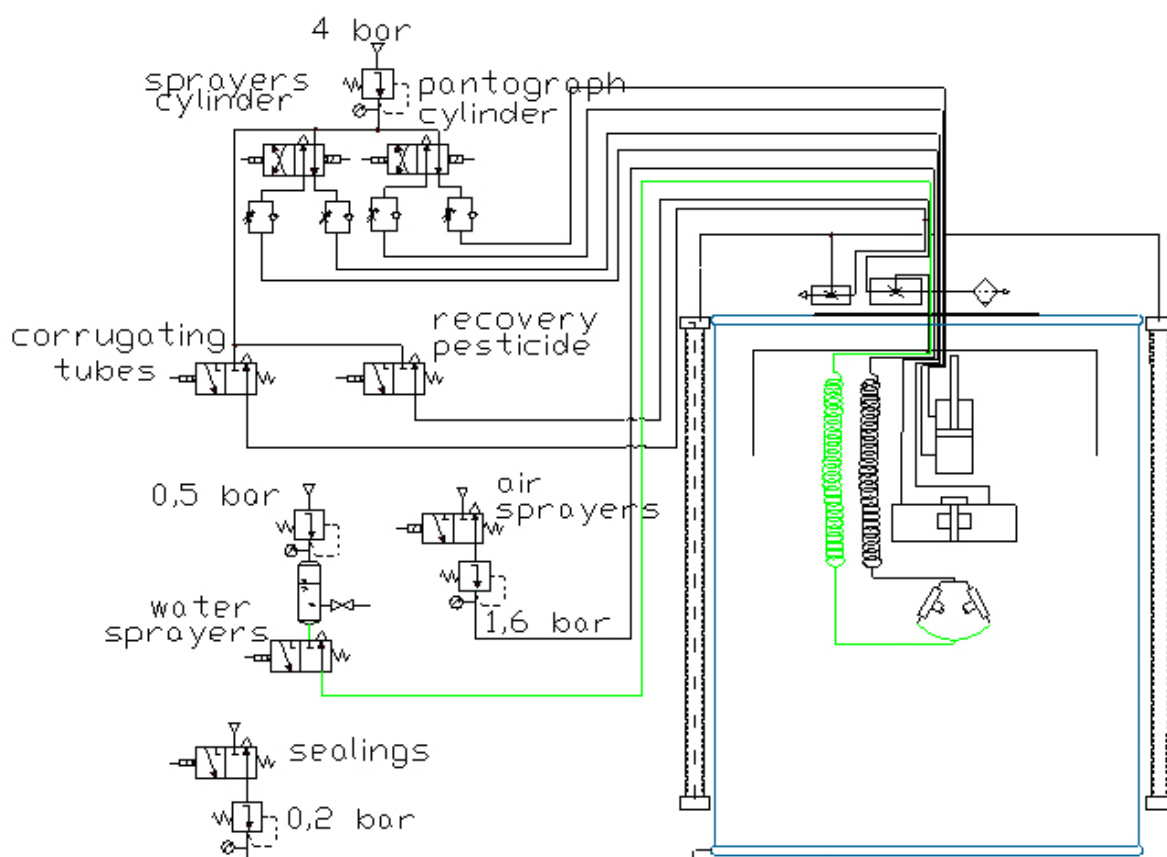 4 bar
sprayers
cylinder
pantograph
cylinder
corrugating
tubes
recovery
pesticide
0,5 bar
air
sprayers
water
sprayers
1,6 bar
sealings
0,2 bar